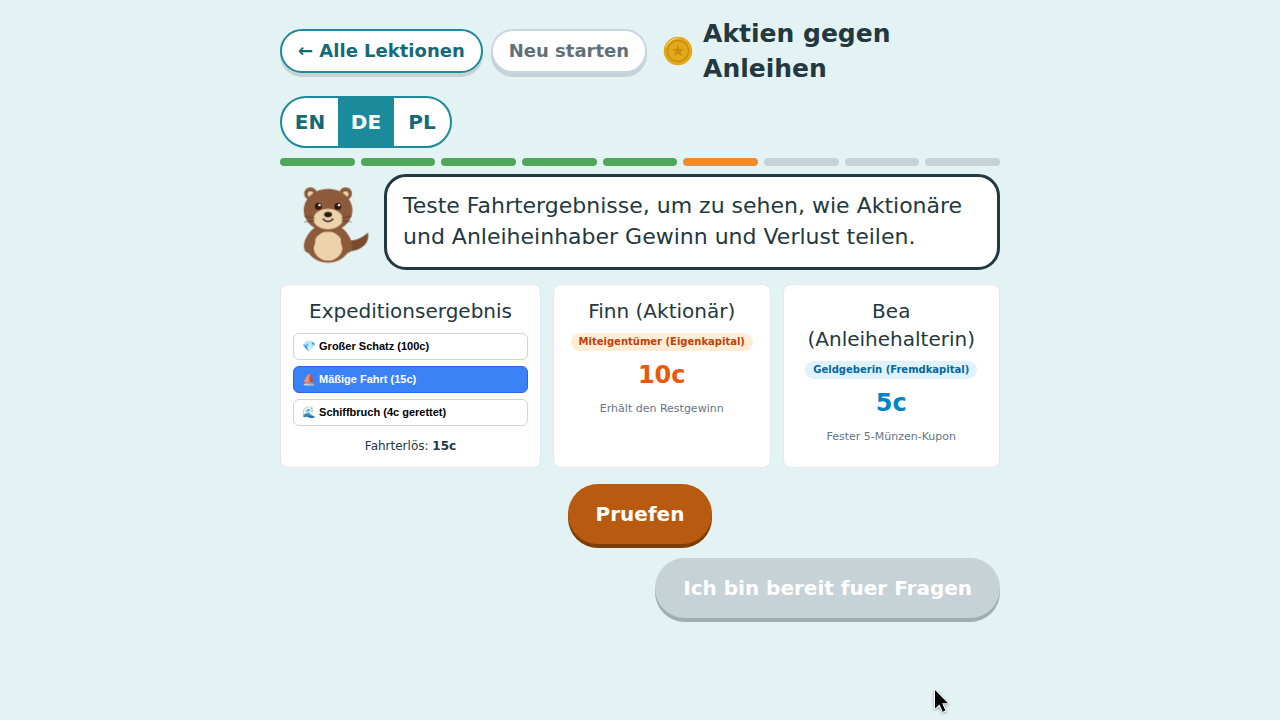 ← Alle Lektionen
Neu starten
Aktien gegen
Anleihen
EN
DE
PL
Teste Fahrtergebnisse, um zu sehen, wie Aktionäre
und Anleiheinhaber Gewinn und Verlust teilen.
Expeditionsergebnis
💎 Großer Schatz (100c)
⛵ Mäßige Fahrt (15c)
🌊 Schiffbruch (4c gerettet)
Fahrterlös: 15c
Finn (Aktionär)
Miteigentümer (Eigenkapital)
10c
Erhält den Restgewinn
Bea
(Anleihehalterin)
Geldgeberin (Fremdkapital)
5c
Fester 5-Münzen-Kupon
Pruefen
Ich bin bereit fuer Fragen